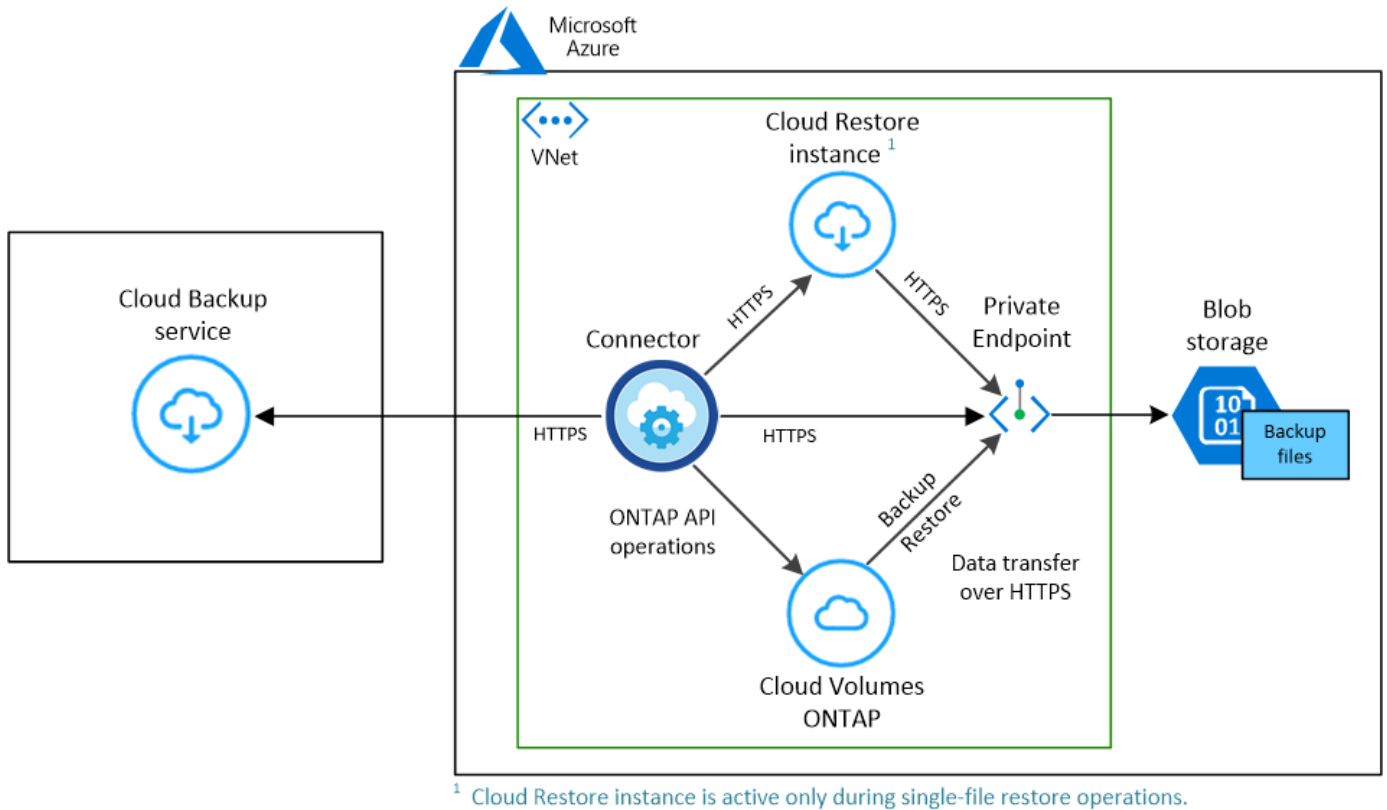 Microsoft
Azure
VNet
Cloud Restore
instance 1
Cloud Backup
service
Connector
HTTPS
HTTPS
Private
Endpoint
Blob
storage
HTTPS
HTTPS
10
01
Backup
files
ONTAP API
operations
Backup
Restore
Data transfer
over HTTPS
Cloud Volumes
ONTAP
1 Cloud Restore instance is active only during single-file restore operations.